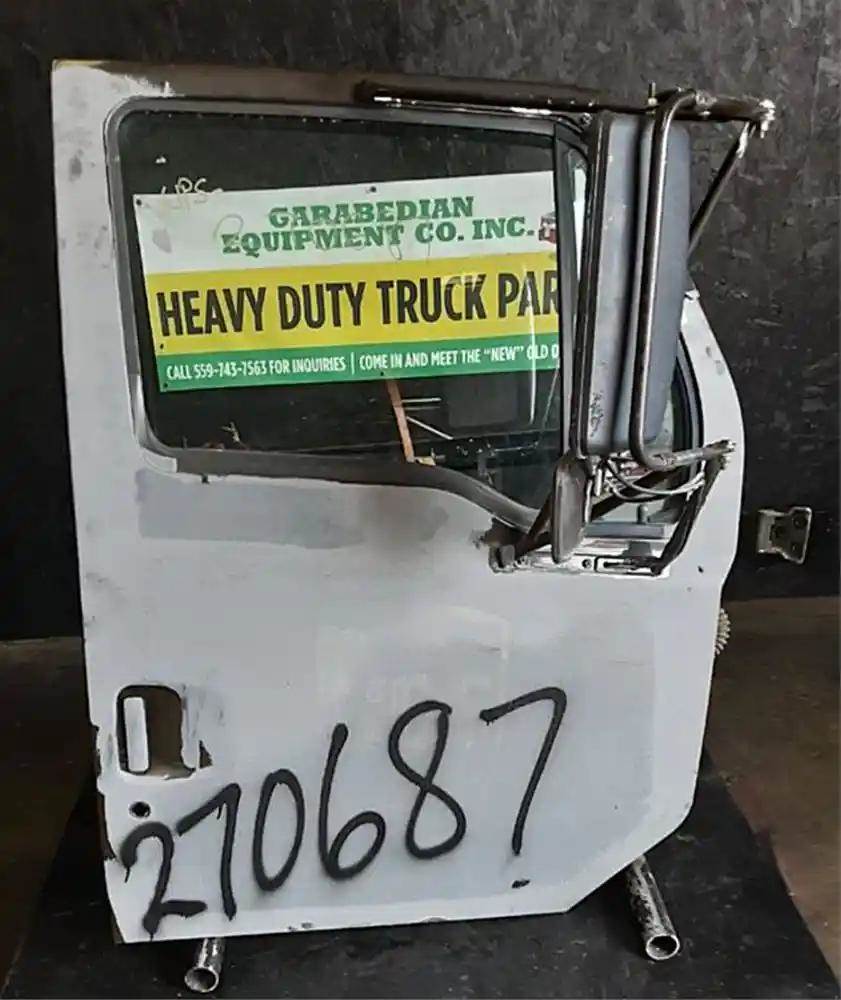 UPS
GARABEDIAN
EQUIPMENT CO. INC.
HEAVY DUTY TRUCK PAR
CALL 559-743-7563 FOR INQUIRIES | COME IN AND MEET THE "NEW" OLD D
270687